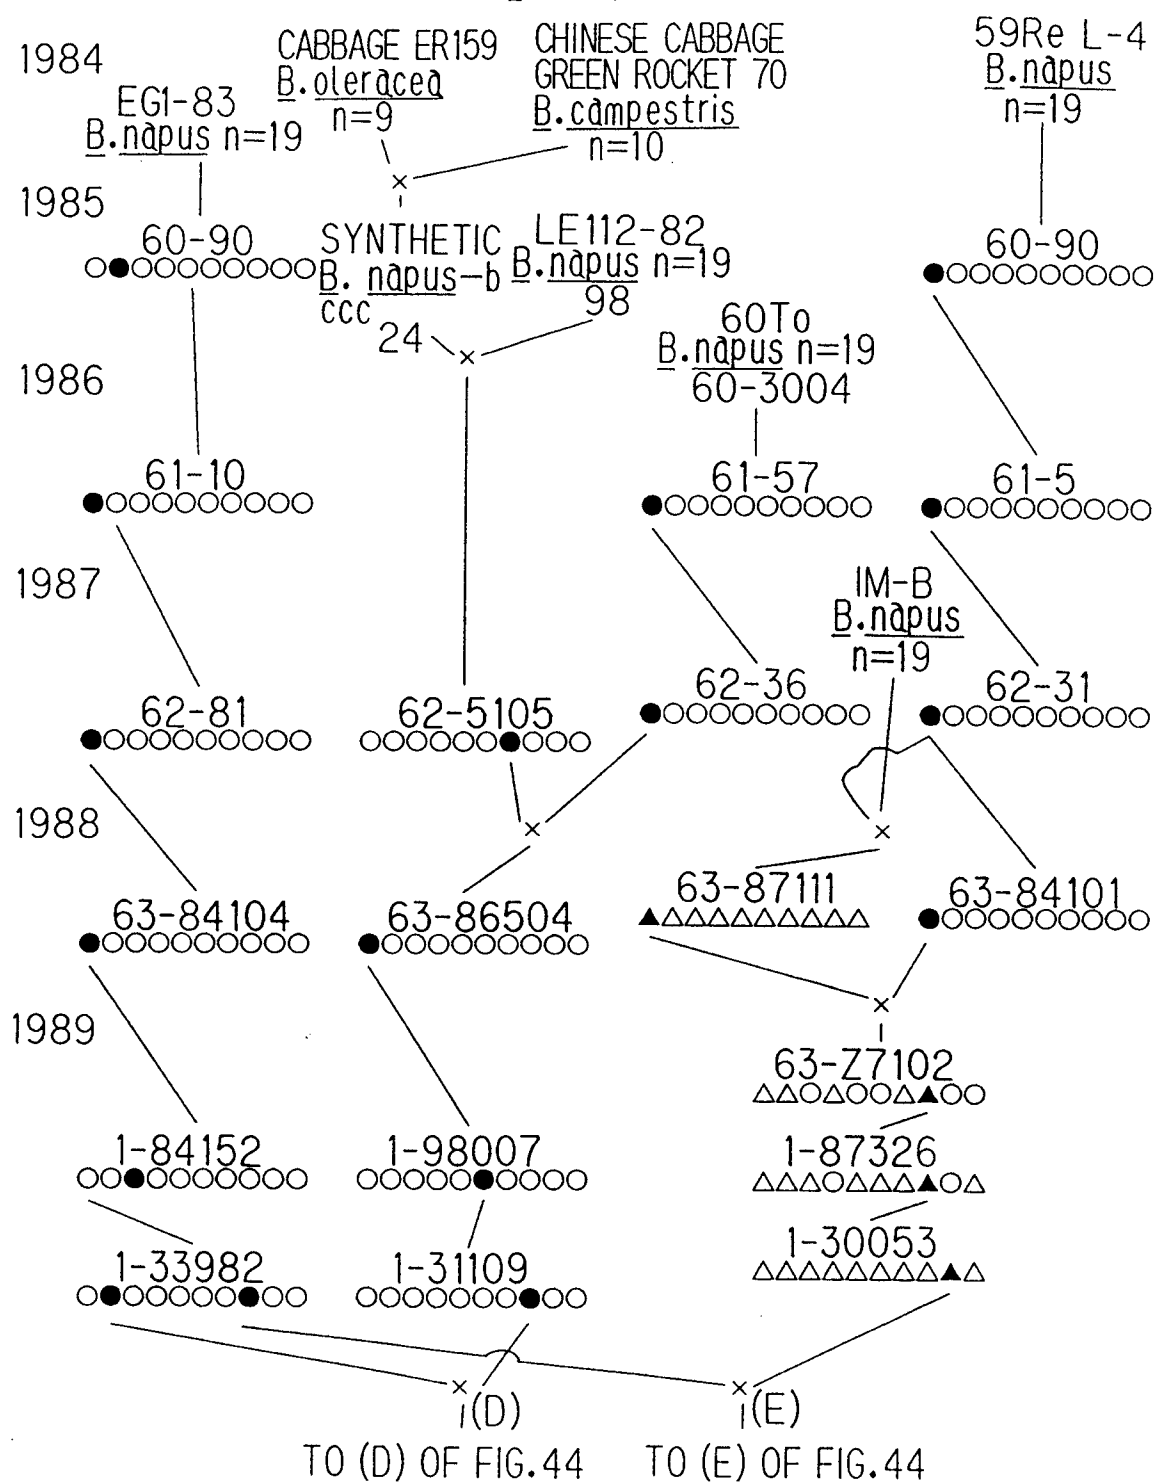 1984
CABBAGE ER159
B.oleracea
n=9
CHINESE CABBAGE
GREEN ROCKET 70
B.campestris
n=10
59Re L-4
B.napus
n=19
EG1-83
B.napus n=19
×
1985
60-90
SYNTHETIC
B. napus-b
ccc
24
LE112-82
B.napus n=19
98
60-90
×
1986
60To
B.napus n=19
60-3004
61-10
61-57
61-5
1987
IM-B
B.napus
n=19
62-81
62-5105
62-36
62-31
1988
×
×
63-84104
63-86504
63-87111
63-84101
×
1989
63-Z7102
1-84152
1-98007
1-87326
1-33982
1-31109
1-30053
× (D)
× (E)
TO (D) OF FIG.44
TO (E) OF FIG.44